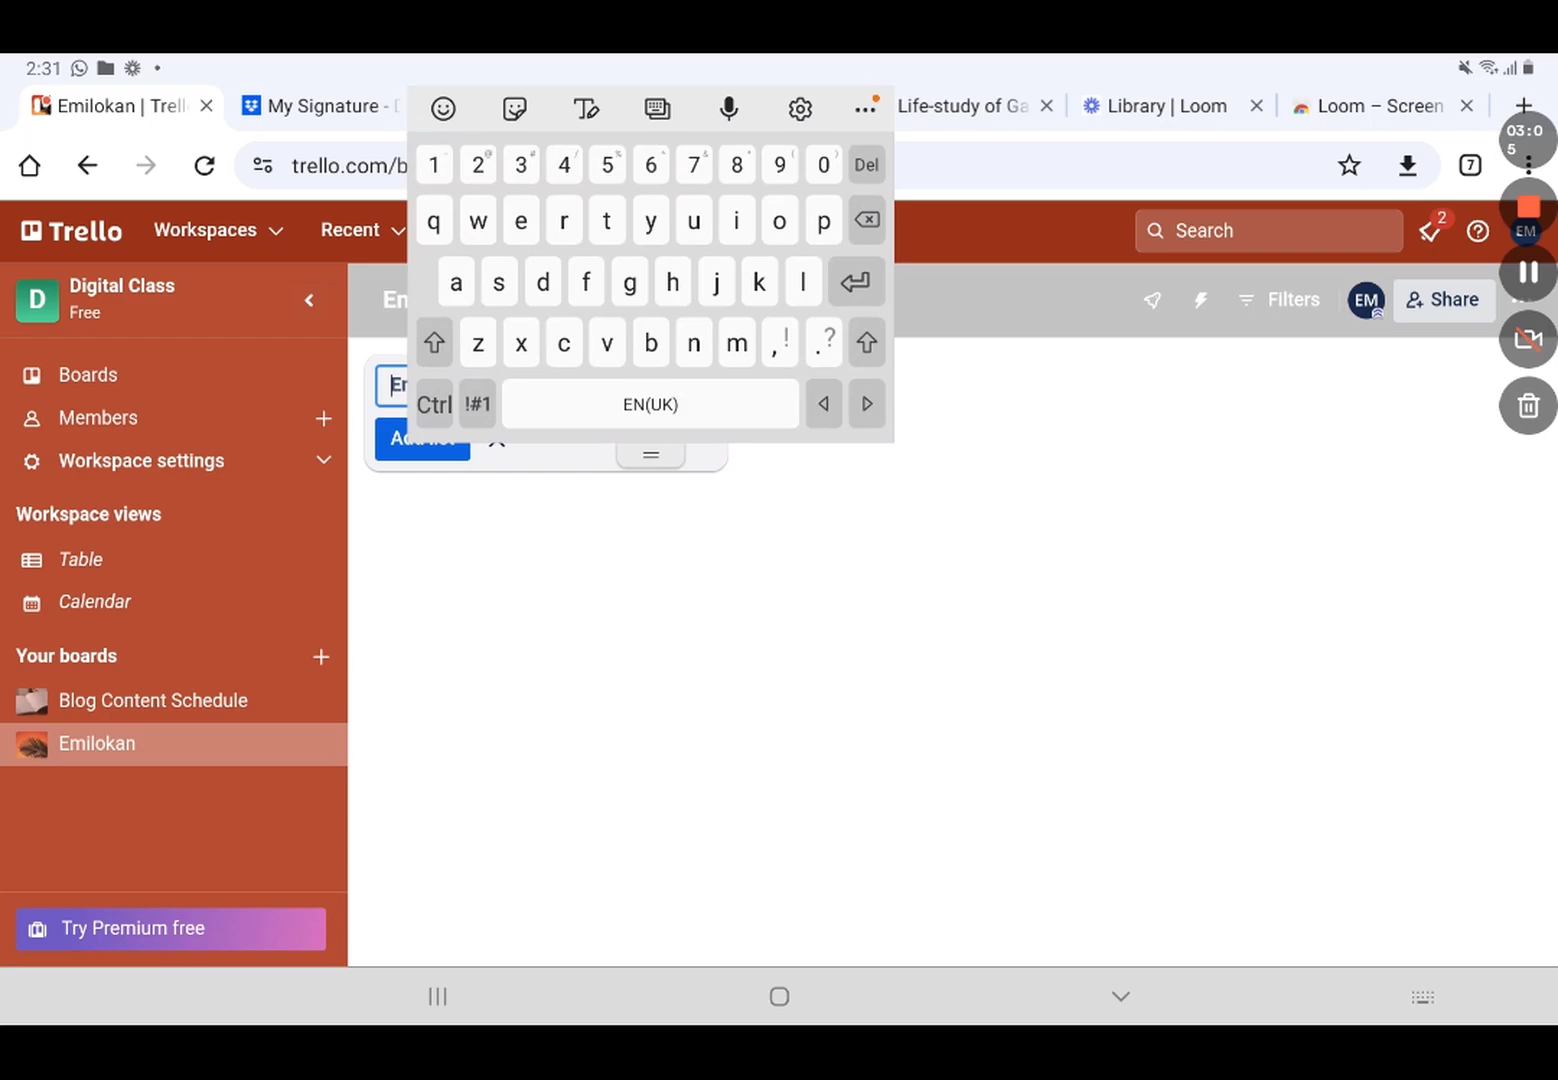 2:31
Emilokan | Trell
My Signature -
Life-study of Ga
Library | Loom
Loom – Screen
trello.com/b
7
03:0
5
Trello
Workspaces
Recent
Search
2
EM
Digital Class
Free
D
En
Filters
EM
Share
Boards
Members
Workspace settings
Workspace views
Table
Calendar
Your boards
Blog Content Schedule
Emilokan
Try Premium free
1 2 3 4 5 6 7 8 9 0 Del
q w e r t y u i o p
a s d f g h j k l
z x c v b n m , ! . ?
Ctrl !#1 EN(UK)